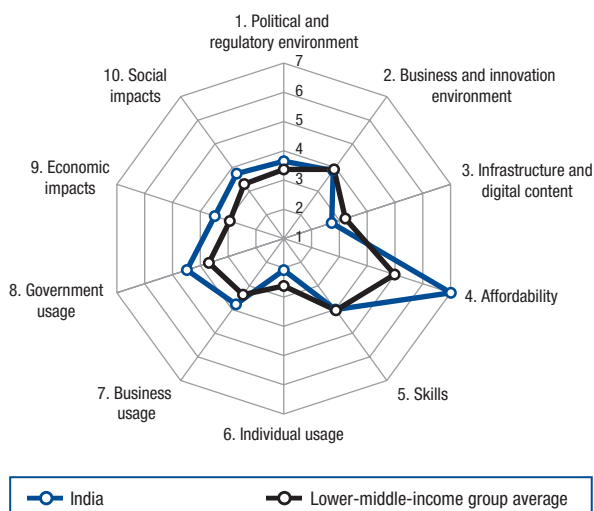 1. Political and
regulatory environment
2. Business and innovation
environment
3. Infrastructure and
digital content
4. Affordability
5. Skills
6. Individual usage
7. Business
usage
8. Government
usage
9. Economic
impacts
10. Social
impacts
7
6
5
4
3
2
1
India
Lower-middle-income group average